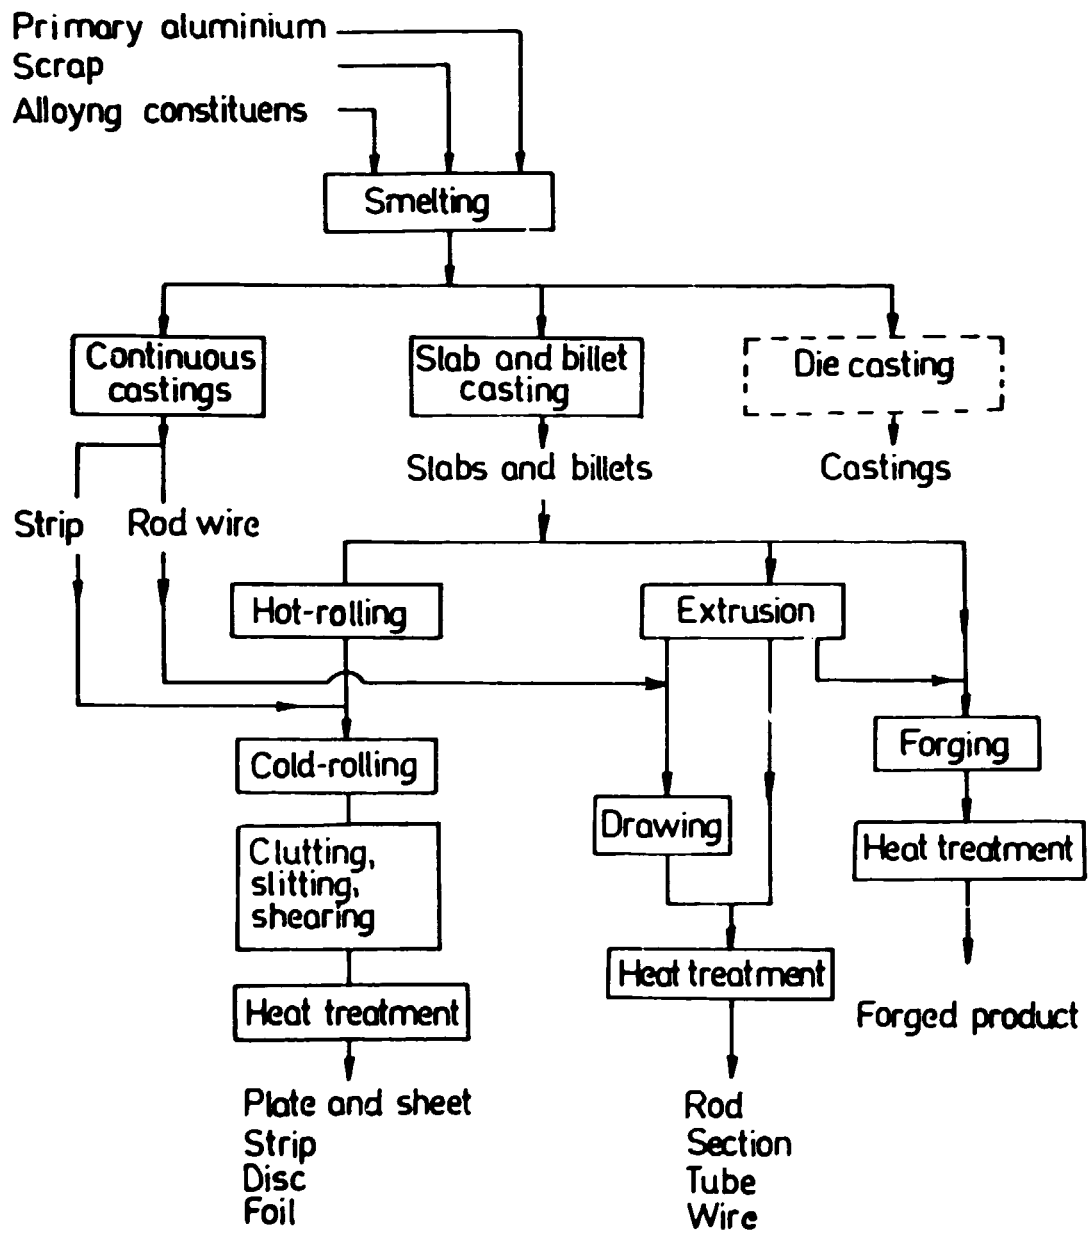 Primary aluminium
Scrap
Alloyng constituens
Smelting
Continuous
castings
Slab and billet
casting
Die casting
Slabs and billets
Castings
Strip
Rod wire
Hot-rolling
Extrusion
Cold-rolling
Forging
Drawing
Clutting,
slitting,
shearing
Heat treatment
Heat treatment
Heat treatment
Forged product
Plate and sheet
Strip
Disc
Foil
Rod
Section
Tube
Wire